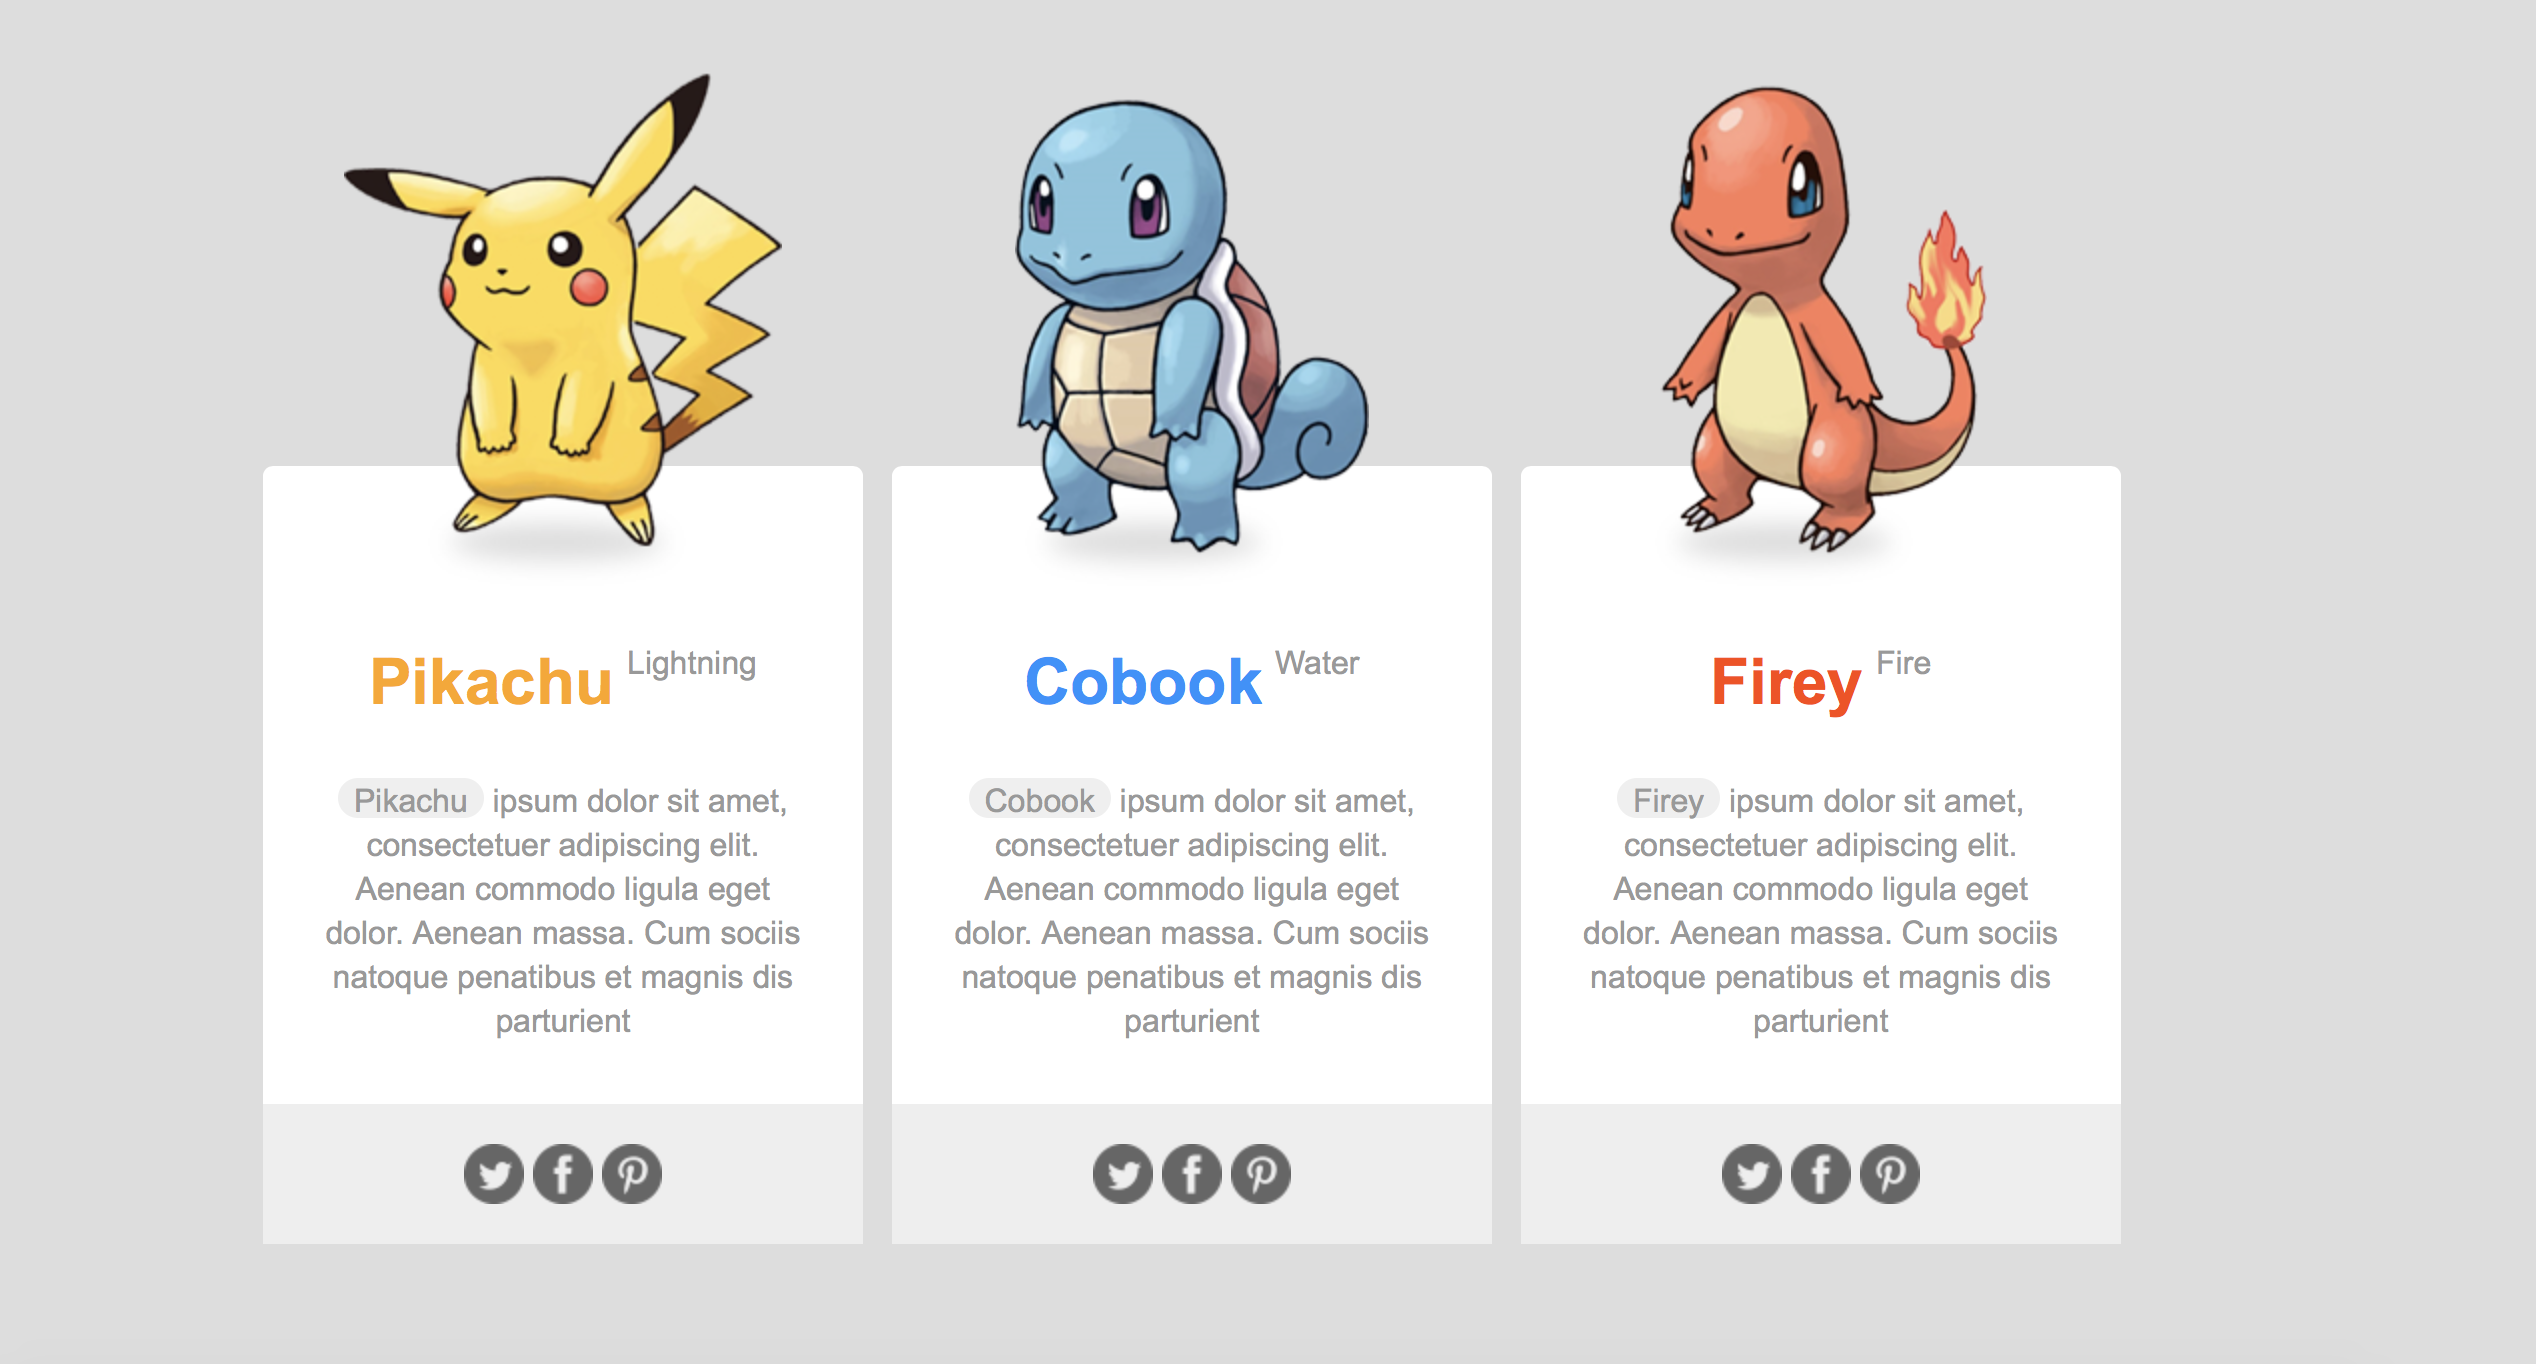 Pikachu Lightning
Pikachu ipsum dolor sit amet,
consectetuer adipiscing elit.
Aenean commodo ligula eget
dolor. Aenean massa. Cum sociis
natoque penatibus et magnis dis
parturient
Cobook Water
Cobook ipsum dolor sit amet,
consectetuer adipiscing elit.
Aenean commodo ligula eget
dolor. Aenean massa. Cum sociis
natoque penatibus et magnis dis
parturient
Firey Fire
Firey ipsum dolor sit amet,
consectetuer adipiscing elit.
Aenean commodo ligula eget
dolor. Aenean massa. Cum sociis
natoque penatibus et magnis dis
parturient